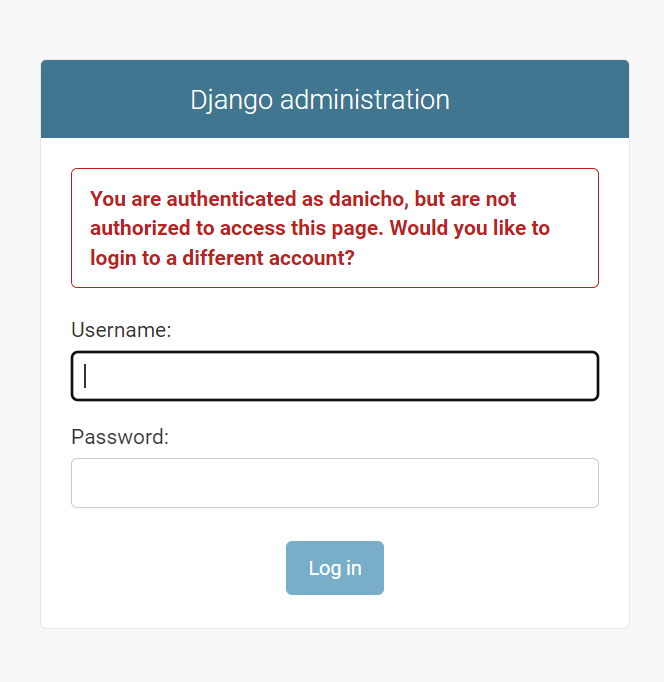 Django administration
You are authenticated as danicho, but are not
authorized to access this page. Would you like to
login to a different account?
Username:
Password:
Log in